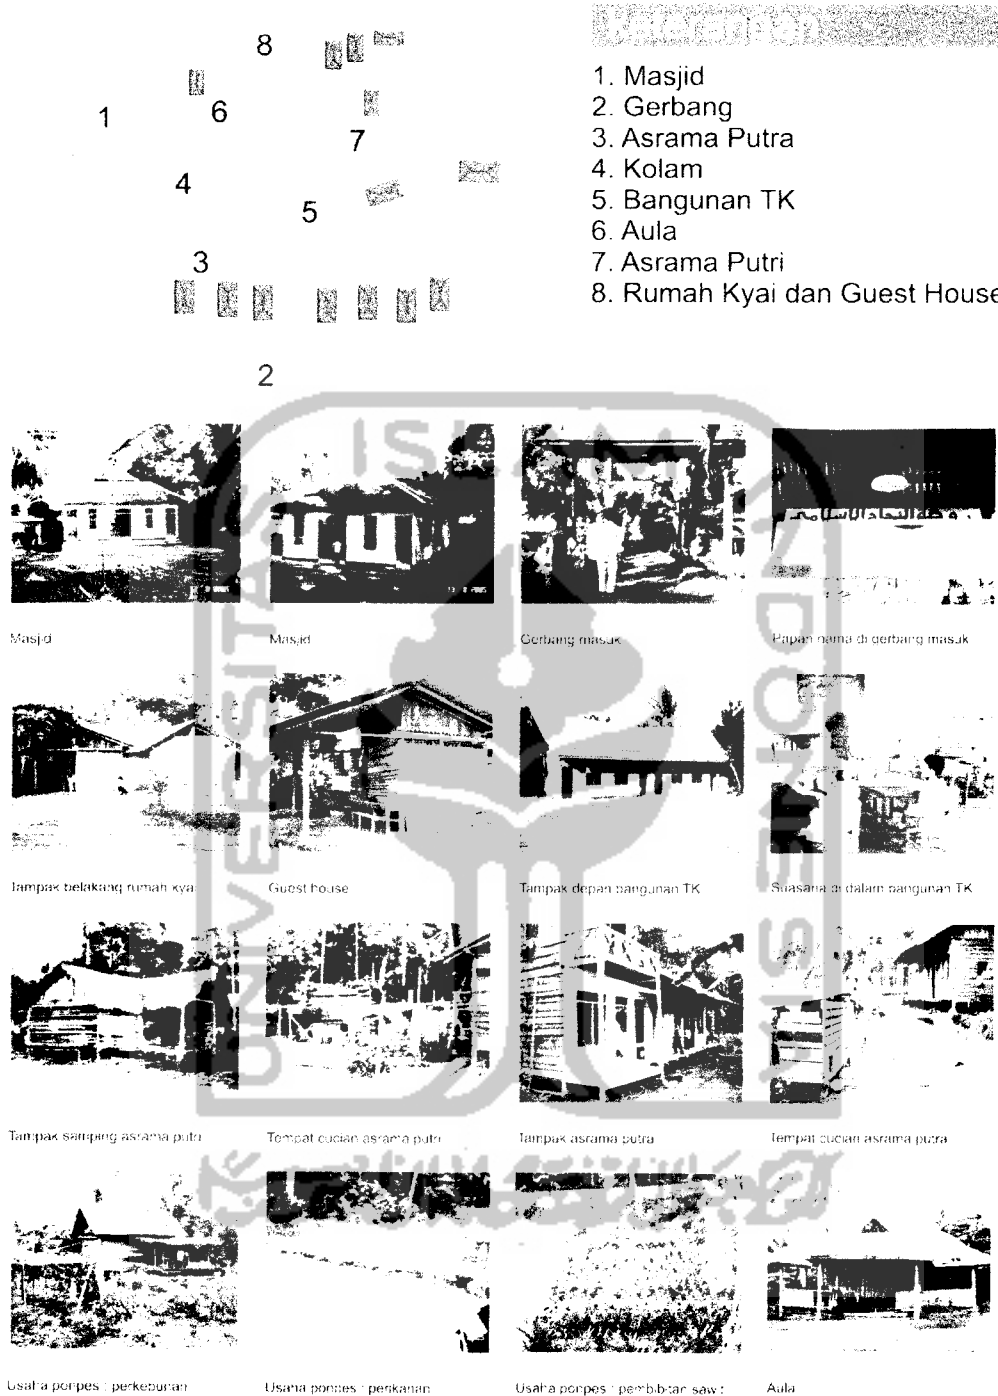 8
6
1
7
4
5
3
2
Keterangan
1. Masjid
2. Gerbang
3. Asrama Putra
4. Kolam
5. Bangunan TK
6. Aula
7. Asrama Putri
8. Rumah Kyai dan Guest House
UNIVERSITAS ISLAM INDONESIA
Masjid
Masjid
Gerbang masuk
Papan nama di gerbang masuk
Tampak belakang rumah kyai
Guest house
Tampak depan bangunan TK
Suasana di dalam bangunan TK
Tampak samping asrama putri
Tempat cucian asrama putri
Tampak asrama putra
Tempat cucian asrama putra
Usaha ponpes : perkebunan
Usaha ponpes : perikanan
Usaha ponpes : pembibitan
Aula